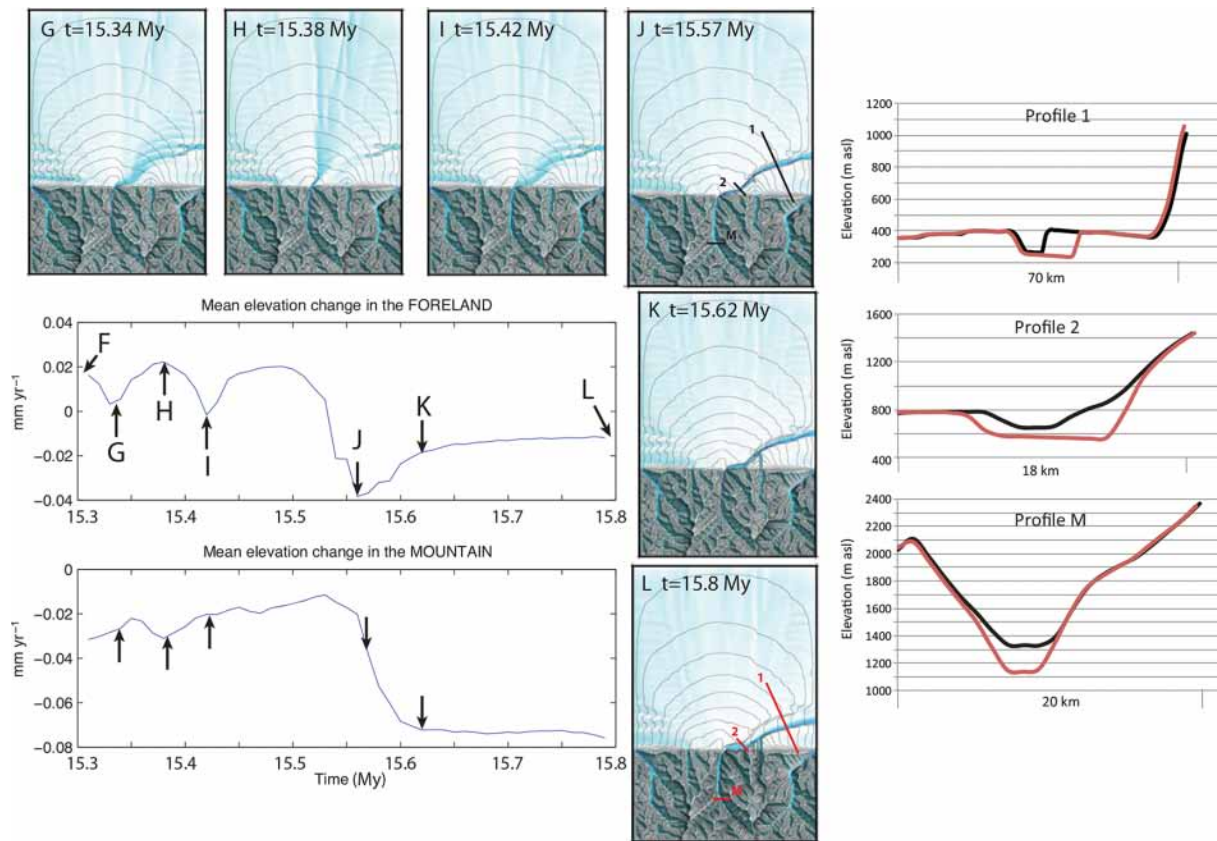 G t=15.34 My
H t=15.38 My
I t=15.42 My
J t=15.57 My
1
2
M
Mean elevation change in the FORELAND
0.04
0.02
0
−0.02
−0.04
mm yr⁻¹
F
G
H
I
J
K
L
15.3
15.4
15.5
15.6
15.7
15.8
Mean elevation change in the MOUNTAIN
0
−0.02
−0.04
−0.06
−0.08
mm yr⁻¹
15.3
15.4
15.5
15.6
15.7
15.8
Time (My)
K t=15.62 My
L t=15.8 My
1
2
M
Profile 1
1200
1000
800
600
400
200
Elevation (m asl)
70 km
Profile 2
1600
1400
1200
1000
800
600
400
Elevation (m asl)
18 km
Profile M
2400
2200
2000
1800
1600
1400
1200
1000
Elevation (m asl)
20 km